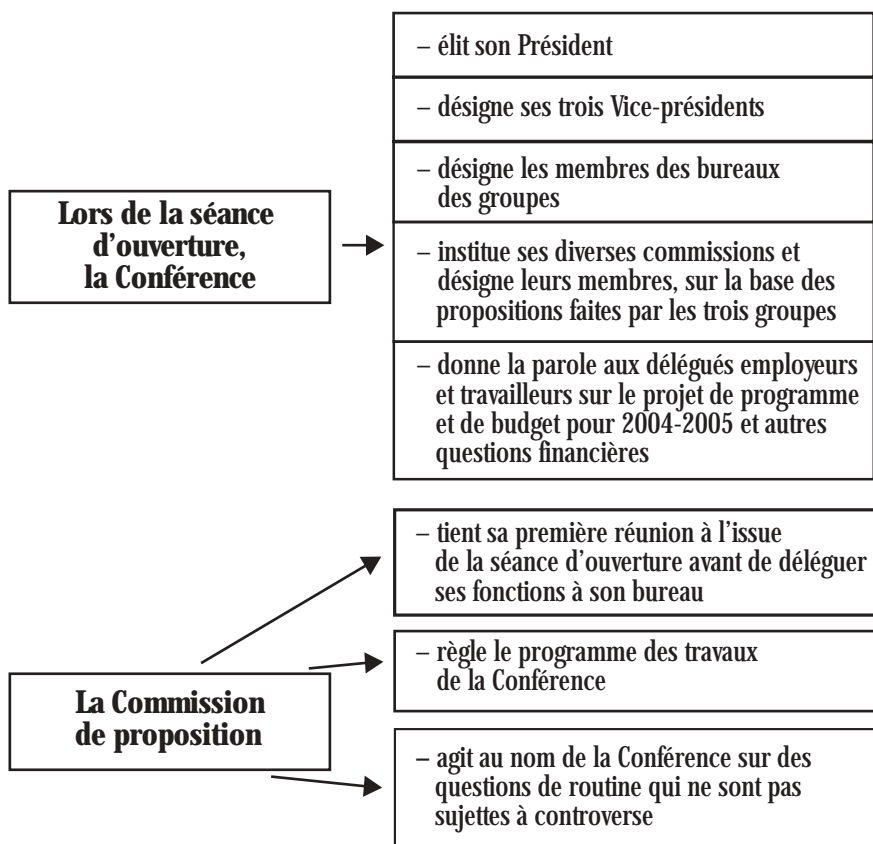 Lors de la séance
d'ouverture,
la Conférence
– élit son Président
– désigne ses trois Vice-présidents
– désigne les membres des bureaux
des groupes
– institue ses diverses commissions et
désigne leurs membres, sur la base des
propositions faites par les trois groupes
– donne la parole aux délégués employeurs
et travailleurs sur le projet de programme
et de budget pour 2004-2005 et autres
questions financières
La Commission
de proposition
– tient sa première réunion à l'issue
de la séance d'ouverture avant de déléguer
ses fonctions à son bureau
– règle le programme des travaux
de la Conférence
– agit au nom de la Conférence sur des
questions de routine qui ne sont pas
sujettes à controverse